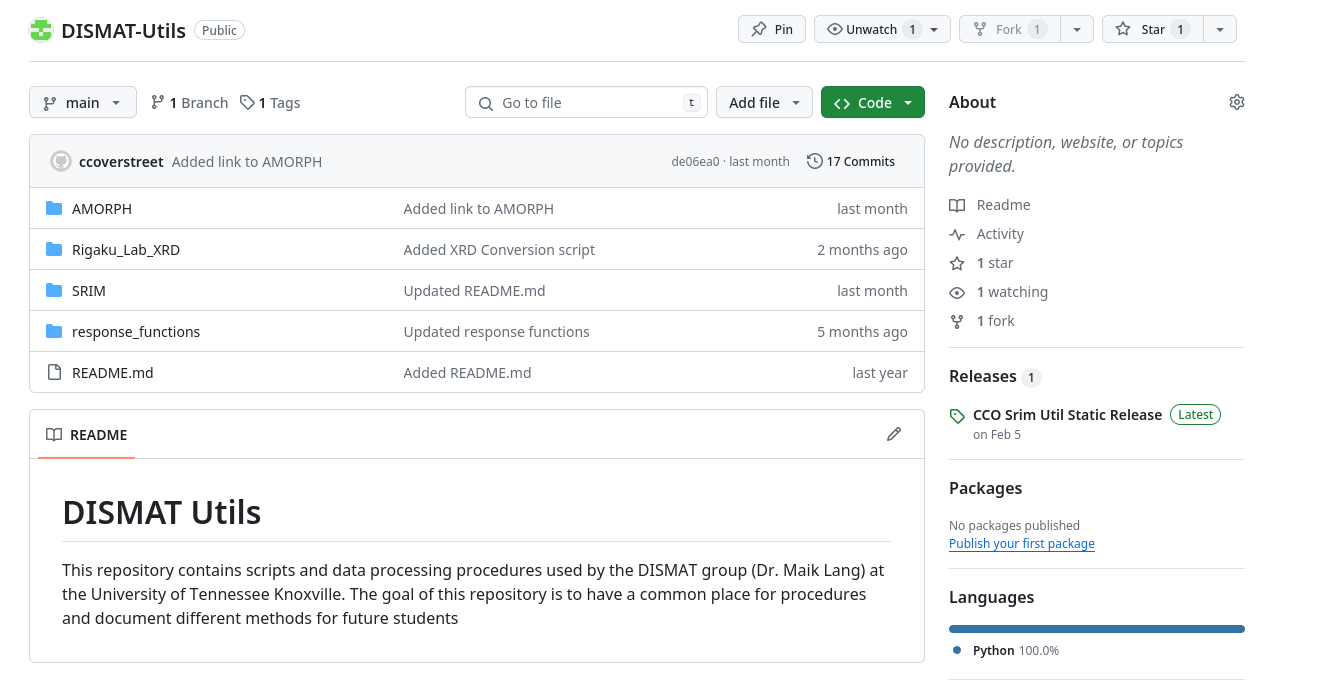 DISMAT-Utils Public Pin Unwatch 1 Fork 1 Star 1
main 1 Branch 1 Tags Go to file t Add file Code
ccoverstreet Added link to AMORPH de06ea0 · last month 17 Commits
AMORPH Added link to AMORPH last month
Rigaku_Lab_XRD Added XRD Conversion script 2 months ago
SRIM Updated README.md last month
response_functions Updated response functions 5 months ago
README.md Added README.md last year
README
DISMAT Utils
This repository contains scripts and data processing procedures used by the DISMAT group (Dr. Maik Lang) at
the University of Tennessee Knoxville. The goal of this repository is to have a common place for procedures
and document different methods for future students
About
No description, website, or topics
provided.
Readme
Activity
1 star
1 watching
1 fork
Releases 1
CCO Srim Util Static Release Latest
on Feb 5
Packages
No packages published
Publish your first package
Languages
Python 100.0%